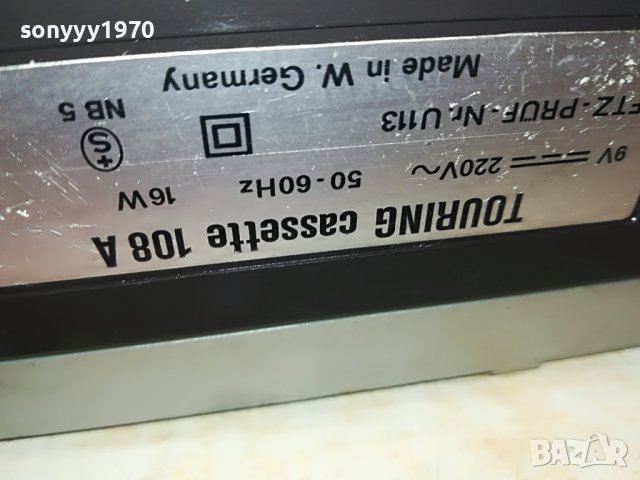 sonyyy1970
TOURING cassette 108 A
9V 220V~ 50-60Hz 16W
FTZ-PRÜF-Nr. U113
S+ NB 5
Made in W. Germany
BAZAR